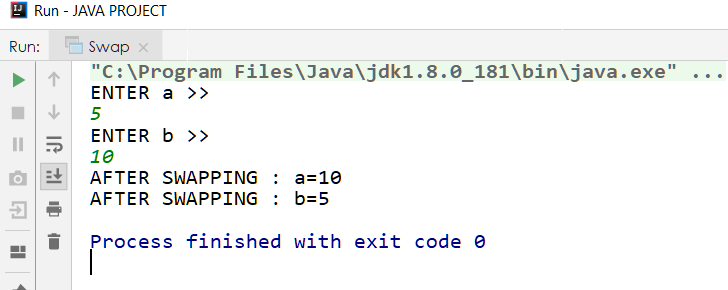 Run - JAVA PROJECT
Run: Swap
"C:\Program Files\Java\jdk1.8.0_181\bin\java.exe" ...
ENTER a >>
5
ENTER b >>
10
AFTER SWAPPING : a=10
AFTER SWAPPING : b=5
Process finished with exit code 0